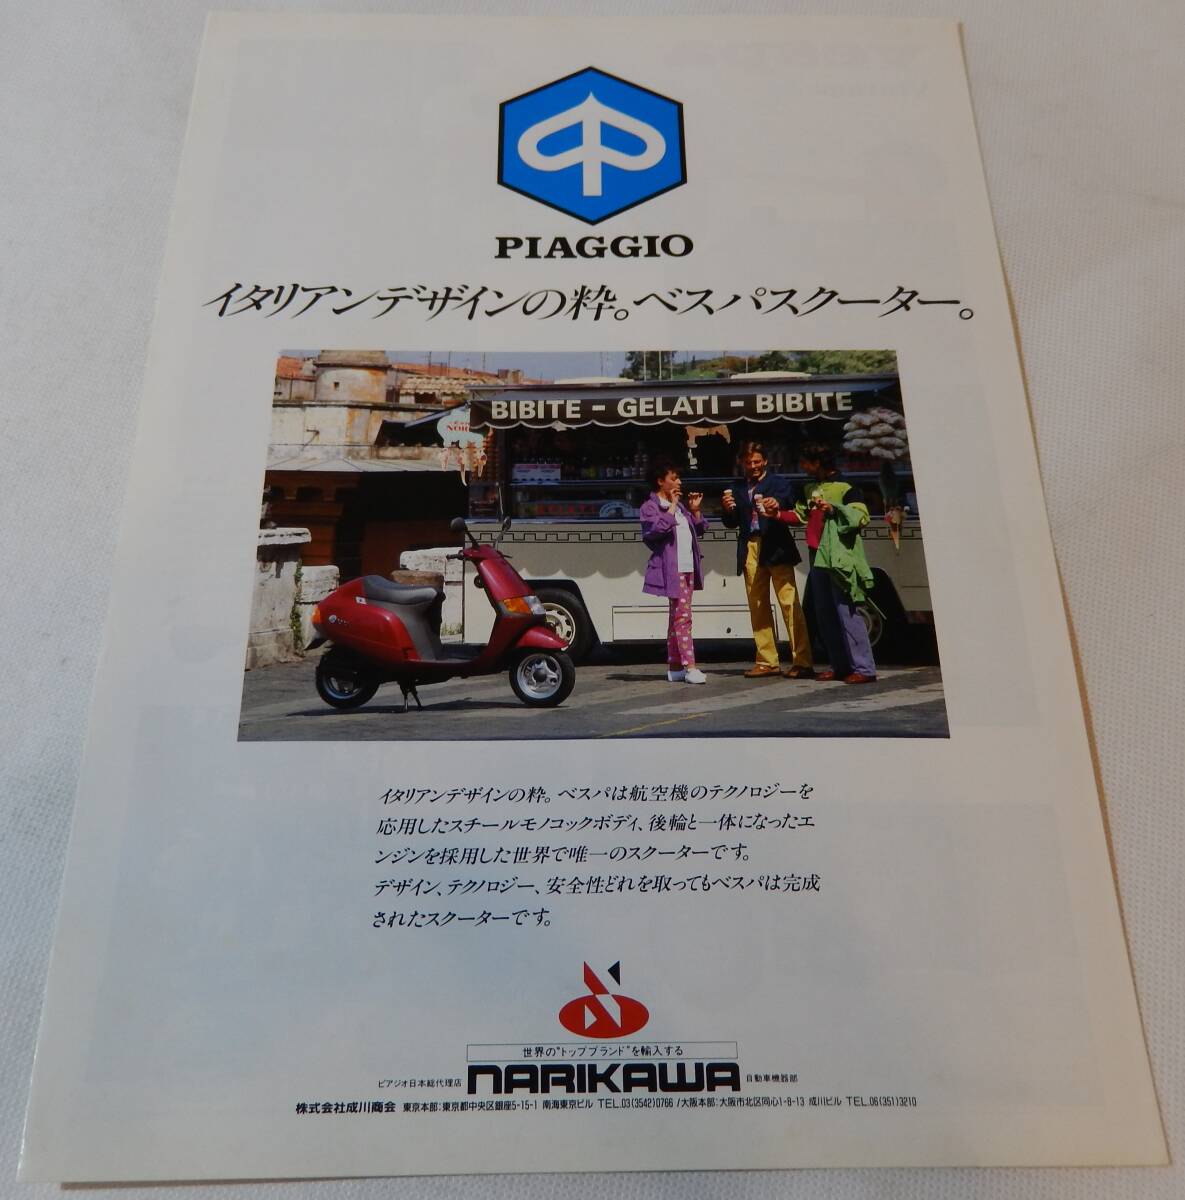 PIAGGIO
イタリアンデザインの粋。ベスパスクーター。
BIBITE - GELATI - BIBITE
GELATI
イタリアンデザインの粋。ベスパは航空機のテクノロジーを
応用したスチールモノコックボディ、後輪と一体になったエ
ンジンを採用した世界で唯一のスクーターです。
デザイン、テクノロジー、安全性どれを取ってもベスパは完成
されたスクーターです。
世界の"トップブランド"を輸入する
ピアジオ日本総代理店 NARIKAWA 自動車機器部
株式会社成川商会 東京本部:東京都中央区銀座5-15-1 南海東京ビル TEL.03(3542)0766 /大阪本部:大阪市北区同心1-8-13 成川ビル TEL.06(351)3210